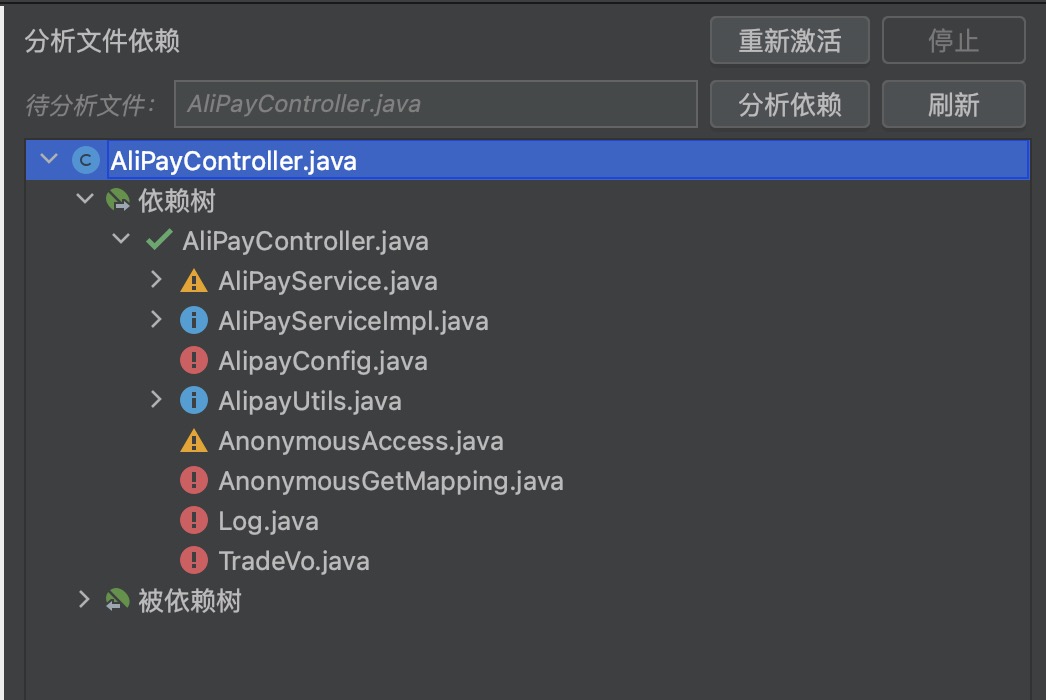 分析文件依赖 重新激活 停止
待分析文件： AliPayController.java 分析依赖 刷新
C AliPayController.java
依赖树
AliPayController.java
AliPayService.java
AliPayServiceImpl.java
AlipayConfig.java
AlipayUtils.java
AnonymousAccess.java
AnonymousGetMapping.java
Log.java
TradeVo.java
被依赖树